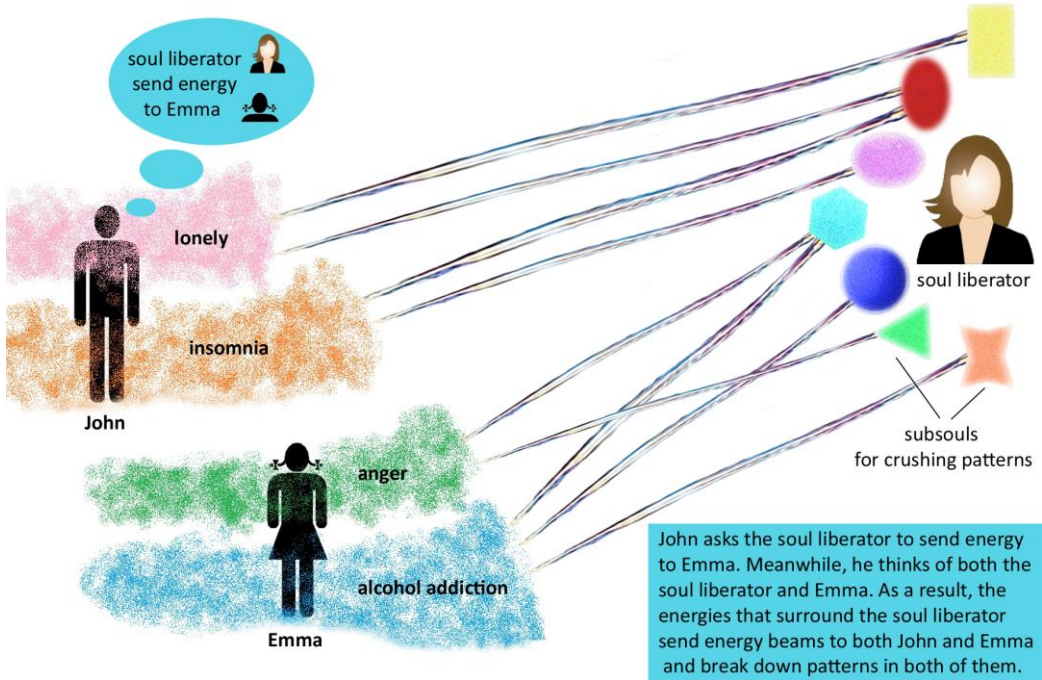 soul liberator
send energy
to Emma
lonely
insomnia
John
soul liberator
subsouls
for crushing patterns
anger
alcohol addiction
Emma
John asks the soul liberator to send energy
to Emma. Meanwhile, he thinks of both the
soul liberator and Emma. As a result, the
energies that surround the soul liberator
send energy beams to both John and Emma
and break down patterns in both of them.